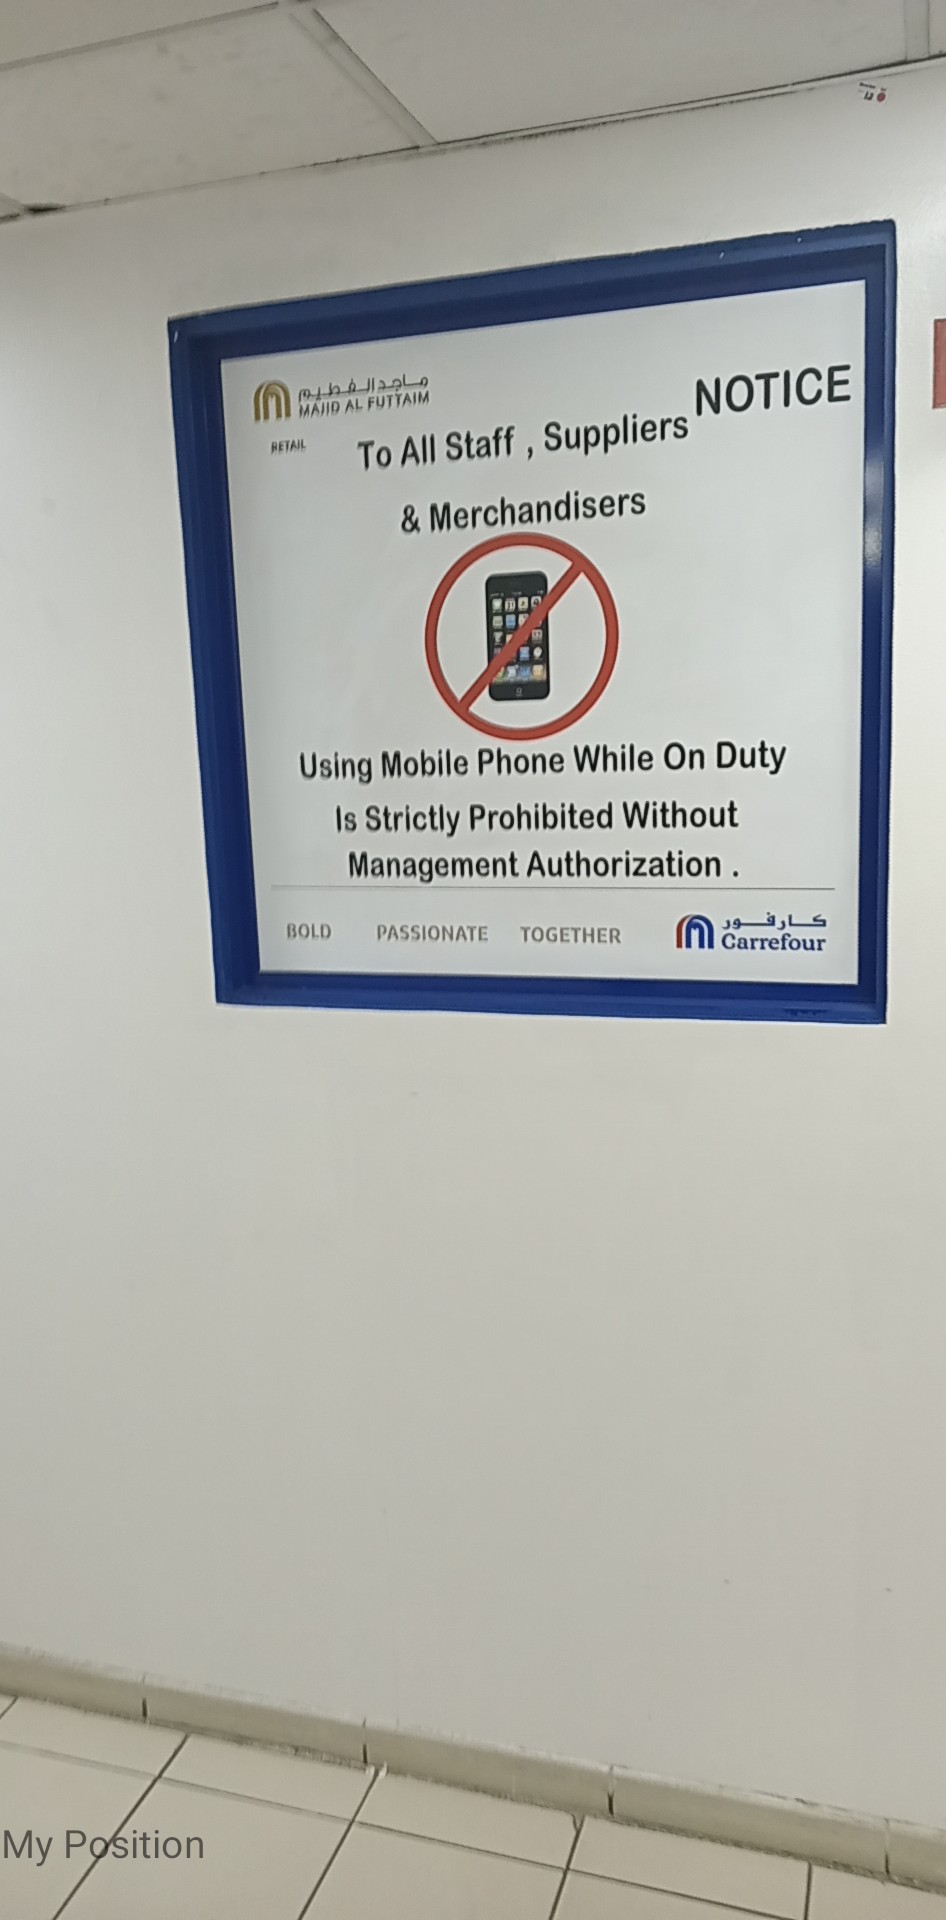 ماجد الفطيم
MAJID AL FUTTAIM
RETAIL
NOTICE
To All Staff , Suppliers
& Merchandisers
Using Mobile Phone While On Duty
Is Strictly Prohibited Without
Management Authorization .
BOLD PASSIONATE TOGETHER
كارفور
Carrefour
My Position